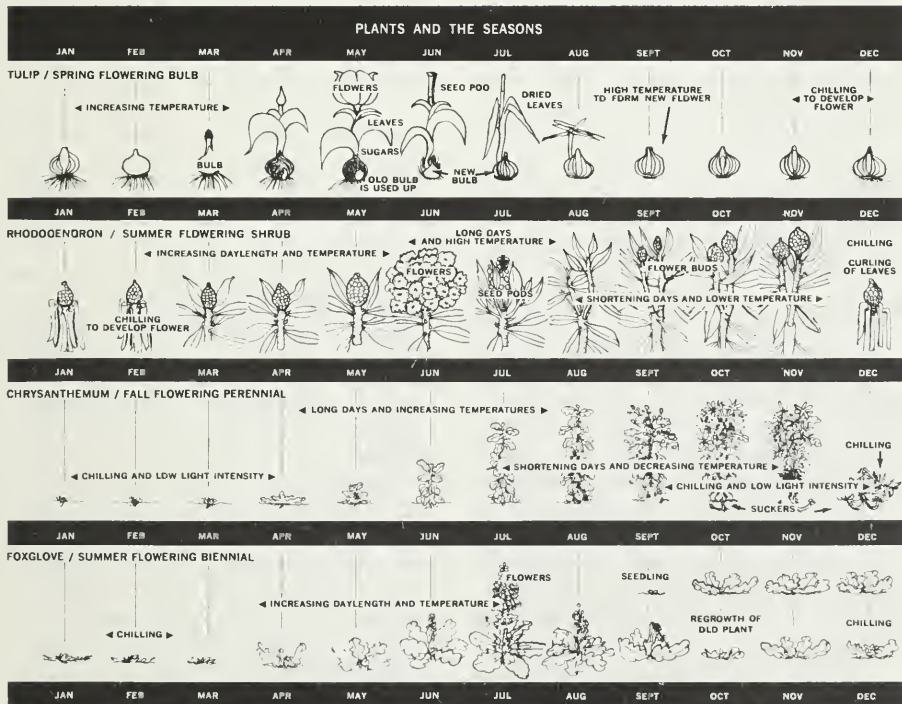 PLANTS AND THE SEASONS
JAN FEB MAR APR MAY JUN JUL AUG SEPT OCT NOV DEC
TULIP / SPRING FLOWERING BULB
◄ INCREASING TEMPERATURE ►
BULB
FLOWERS
LEAVES
SUGARS
OLO BULB
IS USED UP
SEEO POO
NEW
BULB
DRIED
LEAVES
HIGH TEMPERATURE
TD FDRM NEW FLDWER
◄ CHILLING ►
TO DEVELOP
FLOWER
JAN FEB MAR APR MAY JUN JUL AUG SEPT OCT NOV DEC
RHODOOENDRON / SUMMER FLOWERING SHRUB
◄ INCREASING DAYLENGTH AND TEMPERATURE ►
CHILLING
TO DEVELOP FLOWER
LONG DAYS
◄ AND HIGH TEMPERATURE ►
FLOWERS
SEED PODS
FLOWER BUDS
◄ SHORTENING DAYS AND LOWER TEMPERATURE ►
CHILLING
CURLING
OF LEAVES
JAN FEB MAR APR MAY JUN JUL AUG SEPT OCT NOV DEC
CHRYSANTHEMUM / FALL FLOWERING PERENNIAL
◄ LONG DAYS AND INCREASING TEMPERATURES ►
◄ CHILLING AND LOW LIGHT INTENSITY ►
◄ SHORTENING DAYS AND DECREASING TEMPERATURE ►
◄ CHILLING AND LOW LIGHT INTENSITY ►
SUCKERS
CHILLING
JAN FEB MAR APR MAY JUN JUL AUG SEPT OCT NOV DEC
FOXGLOVE / SUMMER FLOWERING BIENNIAL
◄ CHILLING ►
◄ INCREASING DAYLENGTH AND TEMPERATURE ►
FLOWERS
SEEDLING
REGROWTH OF
DLD PLANT
CHILLING
JAN FEB MAR APR MAY JUN JUL AUG SEPT OCT NOV DEC